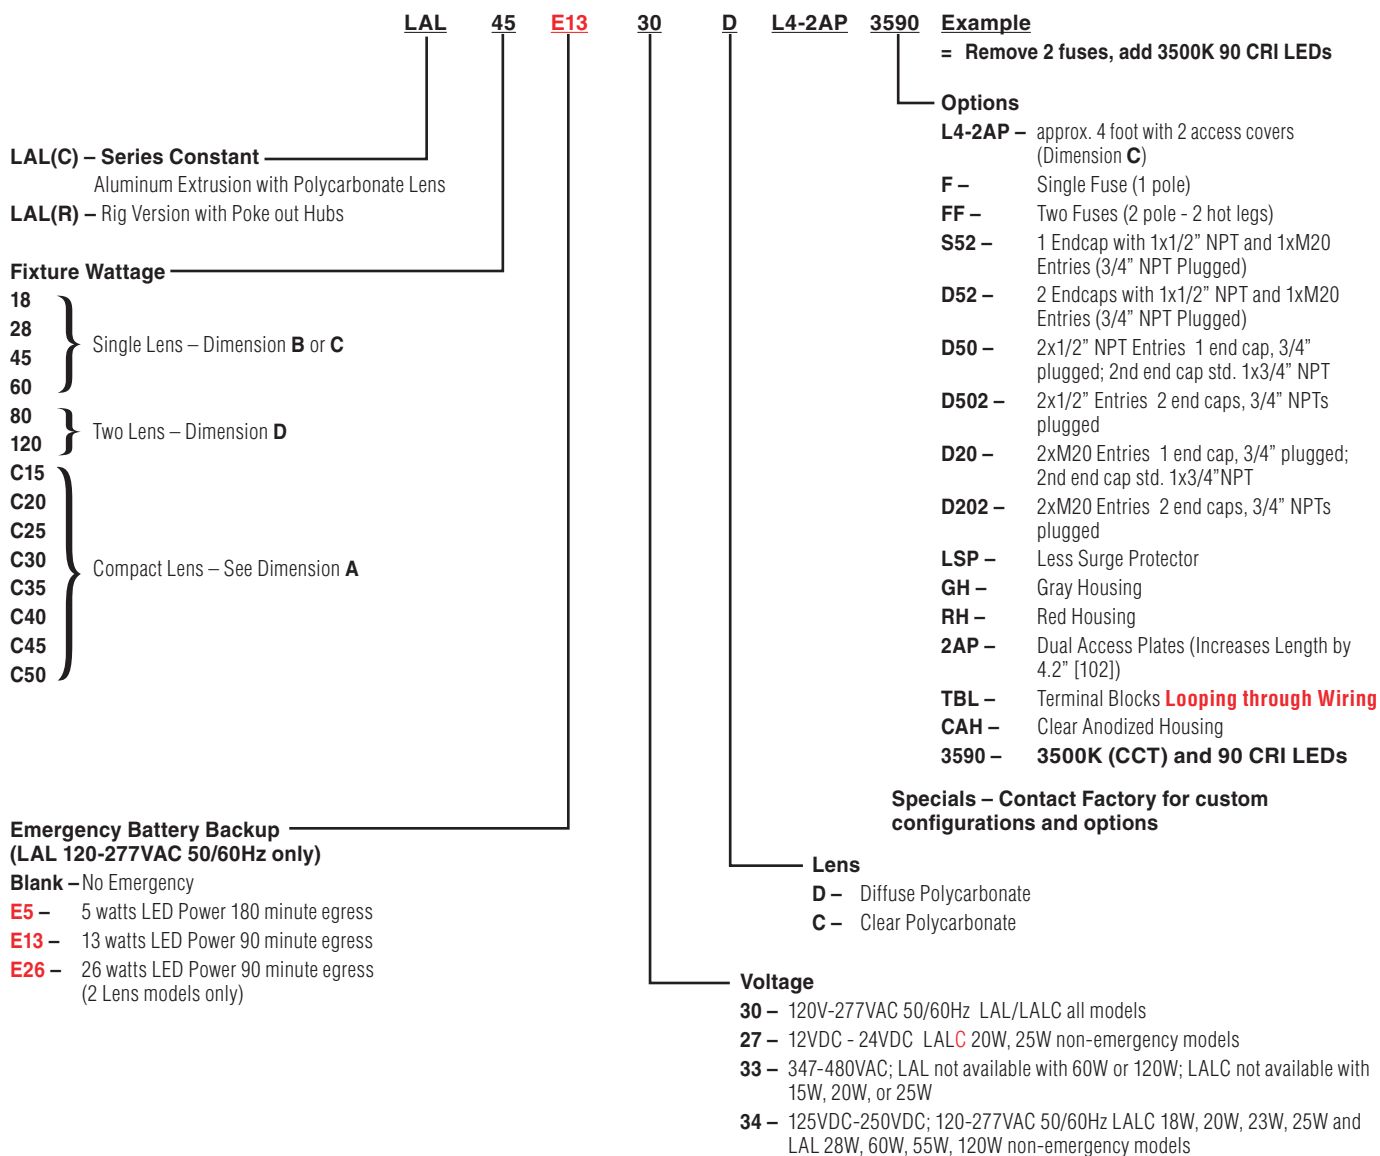 LAL 45 E13 30 D L4-2AP 3590 Example
= Remove 2 fuses, add 3500K 90 CRI LEDs
LAL(C) – Series Constant
Aluminum Extrusion with Polycarbonate Lens
LAL(R) – Rig Version with Poke out Hubs
Fixture Wattage
18
28
45
60
Single Lens – Dimension B or C
80
120
Two Lens – Dimension D
C15
C20
C25
C30
C35
C40
C45
C50
Compact Lens – See Dimension A
Emergency Battery Backup
(LAL 120-277VAC 50/60Hz only)
Blank – No Emergency
E5 – 5 watts LED Power 180 minute egress
E13 – 13 watts LED Power 90 minute egress
E26 – 26 watts LED Power 90 minute egress
(2 Lens models only)
Options
L4-2AP – approx. 4 foot with 2 access covers
(Dimension C)
F – Single Fuse (1 pole)
FF – Two Fuses (2 pole - 2 hot legs)
S52 – 1 Endcap with 1x1/2” NPT and 1xM20
Entries (3/4” NPT Plugged)
D52 – 2 Endcaps with 1x1/2” NPT and 1xM20
Entries (3/4” NPT Plugged)
D50 – 2x1/2” NPT Entries 1 end cap, 3/4”
plugged; 2nd end cap std. 1x3/4” NPT
D502 – 2x1/2” Entries 2 end caps, 3/4” NPTs
plugged
D20 – 2xM20 Entries 1 end cap, 3/4” plugged;
2nd end cap std. 1x3/4”NPT
D202 – 2xM20 Entries 2 end caps, 3/4” NPTs
plugged
LSP – Less Surge Protector
GH – Gray Housing
RH – Red Housing
2AP – Dual Access Plates (Increases Length by
4.2” [102])
TBL – Terminal Blocks Looping through Wiring
CAH – Clear Anodized Housing
3590 – 3500K (CCT) and 90 CRI LEDs
Specials – Contact Factory for custom
configurations and options
Lens
D – Diffuse Polycarbonate
C – Clear Polycarbonate
Voltage
30 – 120V-277VAC 50/60Hz LAL/LALC all models
27 – 12VDC - 24VDC LALC 20W, 25W non-emergency models
33 – 347-480VAC; LAL not available with 60W or 120W; LALC not available with
15W, 20W, or 25W
34 – 125VDC-250VDC; 120-277VAC 50/60Hz LALC 18W, 20W, 23W, 25W and
LAL 28W, 60W, 55W, 120W non-emergency models